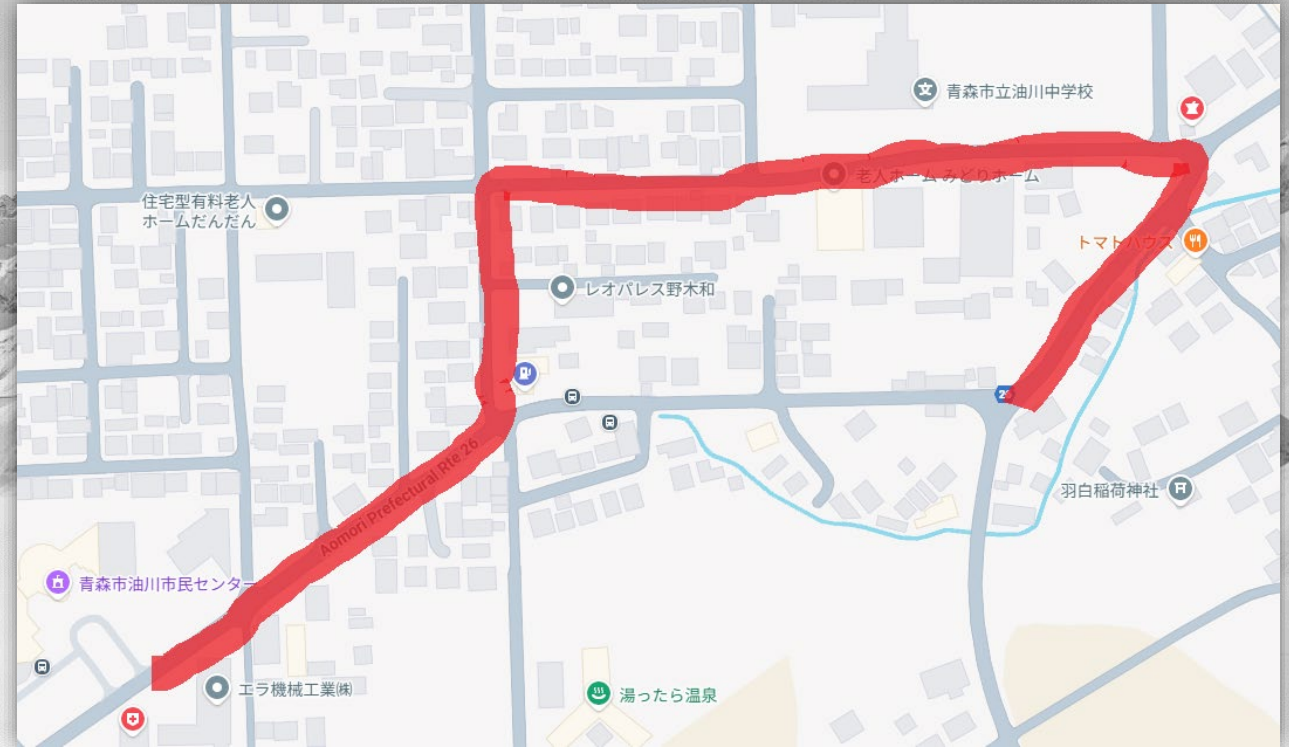 青森市立油川中学校
老人ホーム みどりホーム
住宅型有料老人
ホームだんだん
トマトハウス
レオパレス野木和
26
Aomori Prefectural Rte 26
羽白稲荷神社
青森市油川市民センター
エラ機械工業㈱
湯ったら温泉